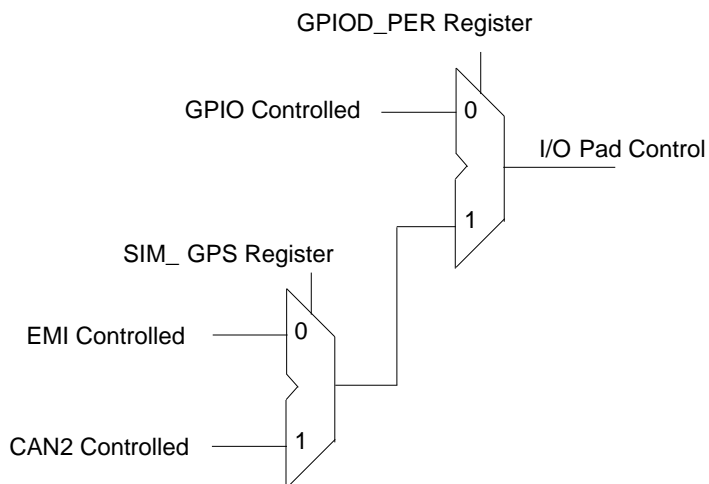 GPIOD_PER Register
GPIO Controlled
0
I/O Pad Control
1
SIM_ GPS Register
EMI Controlled
0
CAN2 Controlled
1